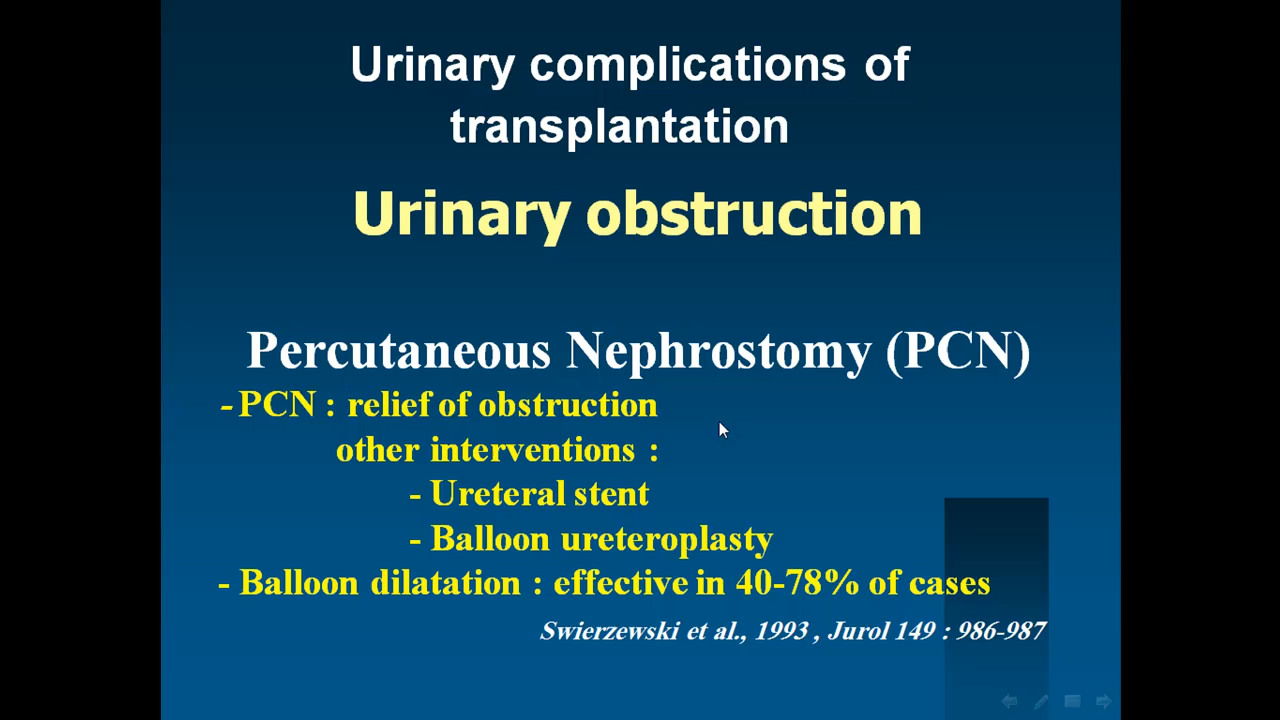 Urinary complications of
transplantation
Urinary obstruction
Percutaneous Nephrostomy (PCN)
- PCN : relief of obstruction
other interventions :
- Ureteral stent
- Balloon ureteroplasty
- Balloon dilatation : effective in 40-78% of cases
Swierzewski et al., 1993 , Jurol 149 : 986-987